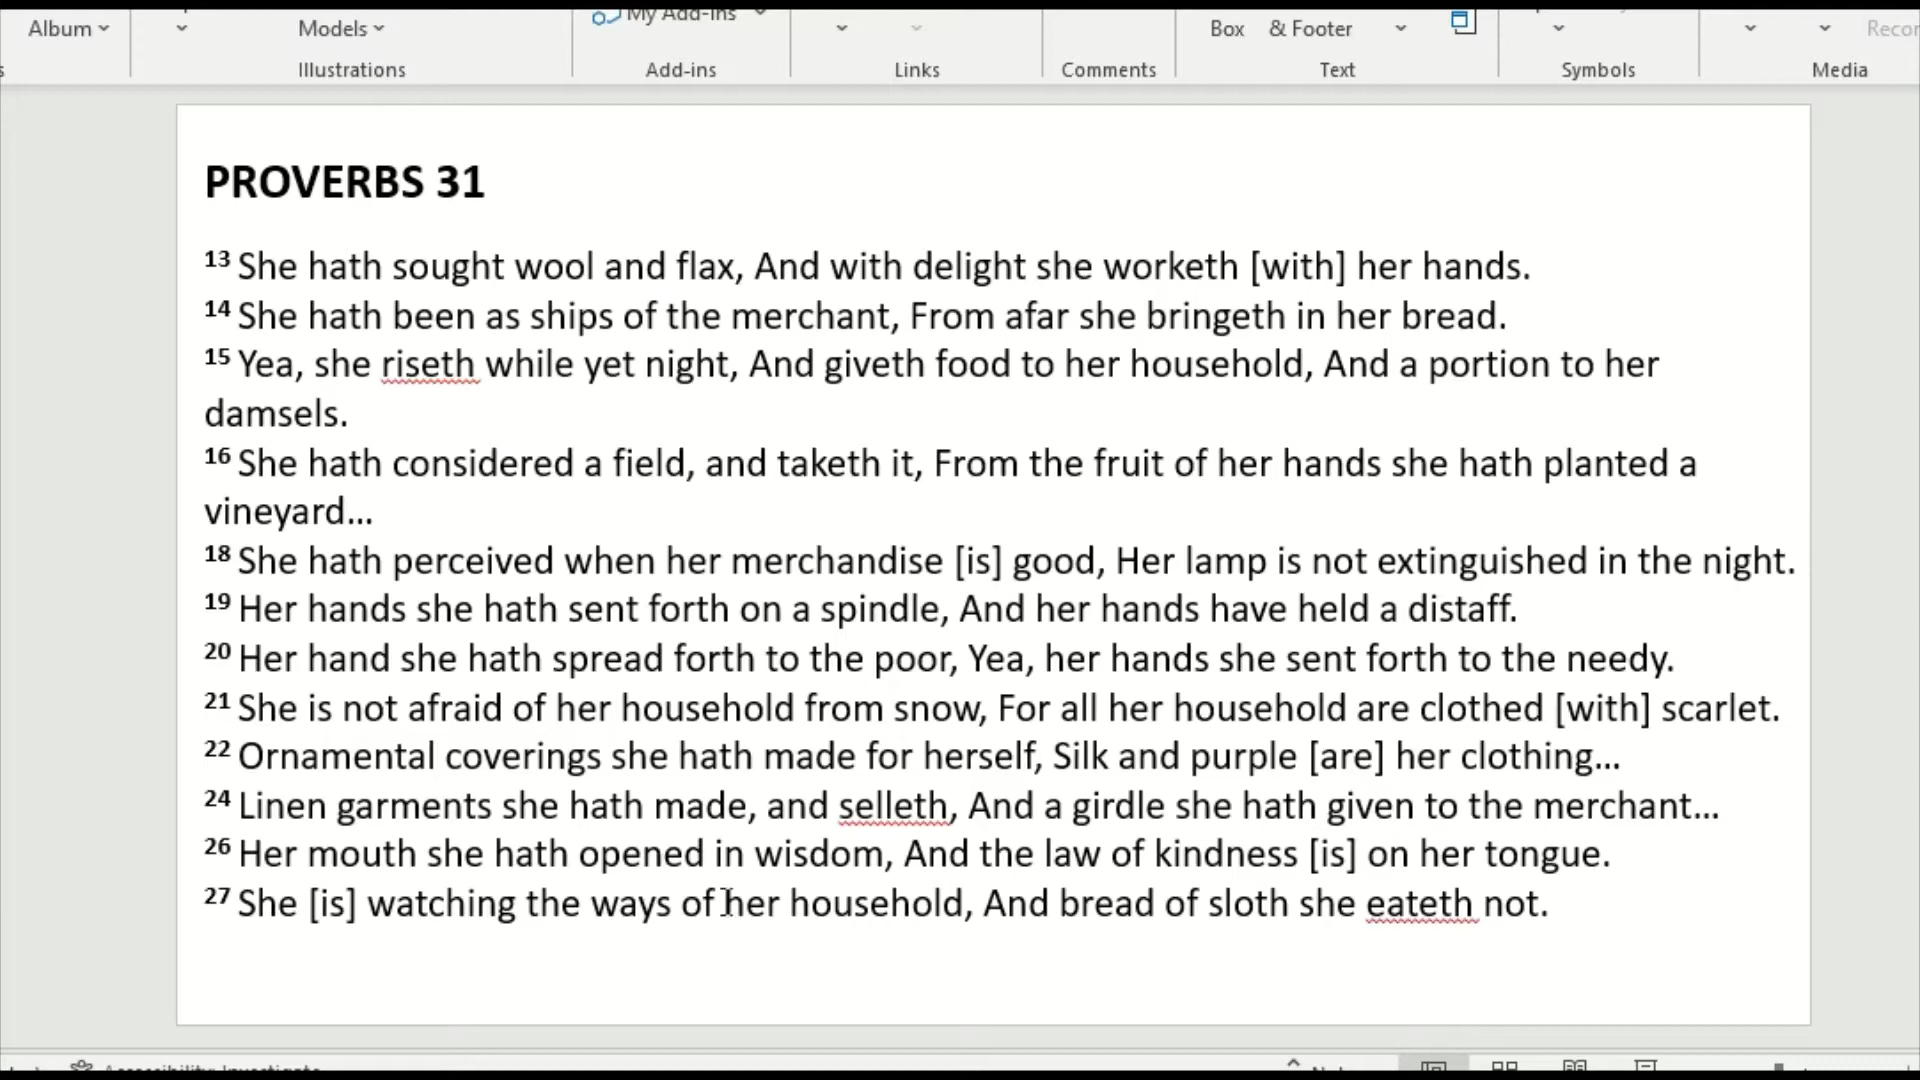 Album
Models
My Add-ins
Box & Footer
Recor
Illustrations
Add-ins
Links
Comments
Text
Symbols
Media
PROVERBS 31
13 She hath sought wool and flax, And with delight she worketh [with] her hands.
14 She hath been as ships of the merchant, From afar she bringeth in her bread.
15 Yea, she riseth while yet night, And giveth food to her household, And a portion to her
damsels.
16 She hath considered a field, and taketh it, From the fruit of her hands she hath planted a
vineyard...
18 She hath perceived when her merchandise [is] good, Her lamp is not extinguished in the night.
19 Her hands she hath sent forth on a spindle, And her hands have held a distaff.
20 Her hand she hath spread forth to the poor, Yea, her hands she sent forth to the needy.
21 She is not afraid of her household from snow, For all her household are clothed [with] scarlet.
22 Ornamental coverings she hath made for herself, Silk and purple [are] her clothing...
24 Linen garments she hath made, and selleth, And a girdle she hath given to the merchant...
26 Her mouth she hath opened in wisdom, And the law of kindness [is] on her tongue.
27 She [is] watching the ways of her household, And bread of sloth she eateth not.
Accessibility: Investigate